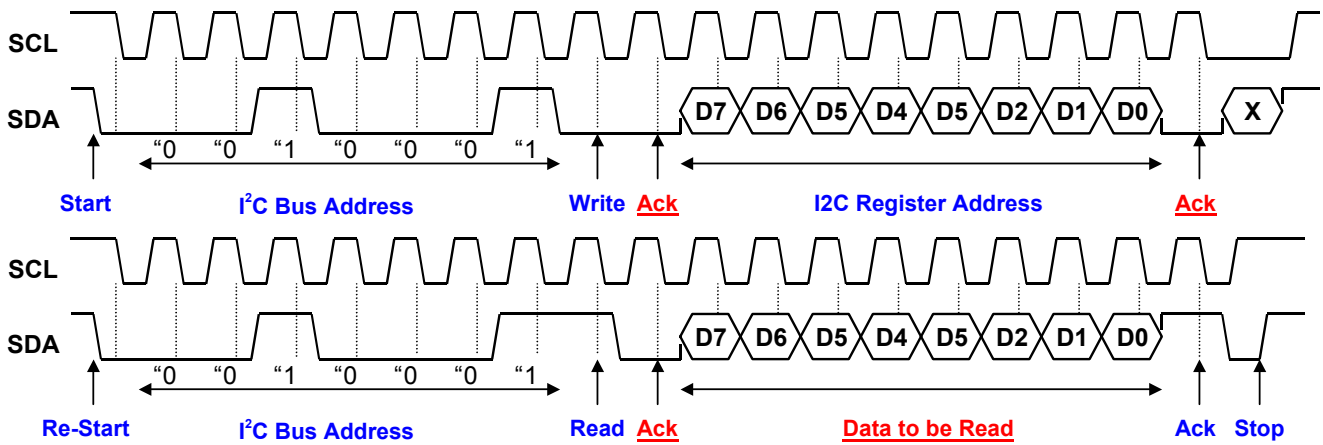 SCL
SDA
D7 D6 D5 D4 D5 D2 D1 D0 X
“0 “0 “1 “0 “0 “0 “1
Start I²C Bus Address Write Ack I2C Register Address Ack
SCL
SDA
D7 D6 D5 D4 D5 D2 D1 D0
“0 “0 “1 “0 “0 “0 “1
Re-Start I²C Bus Address Read Ack Data to be Read Ack Stop